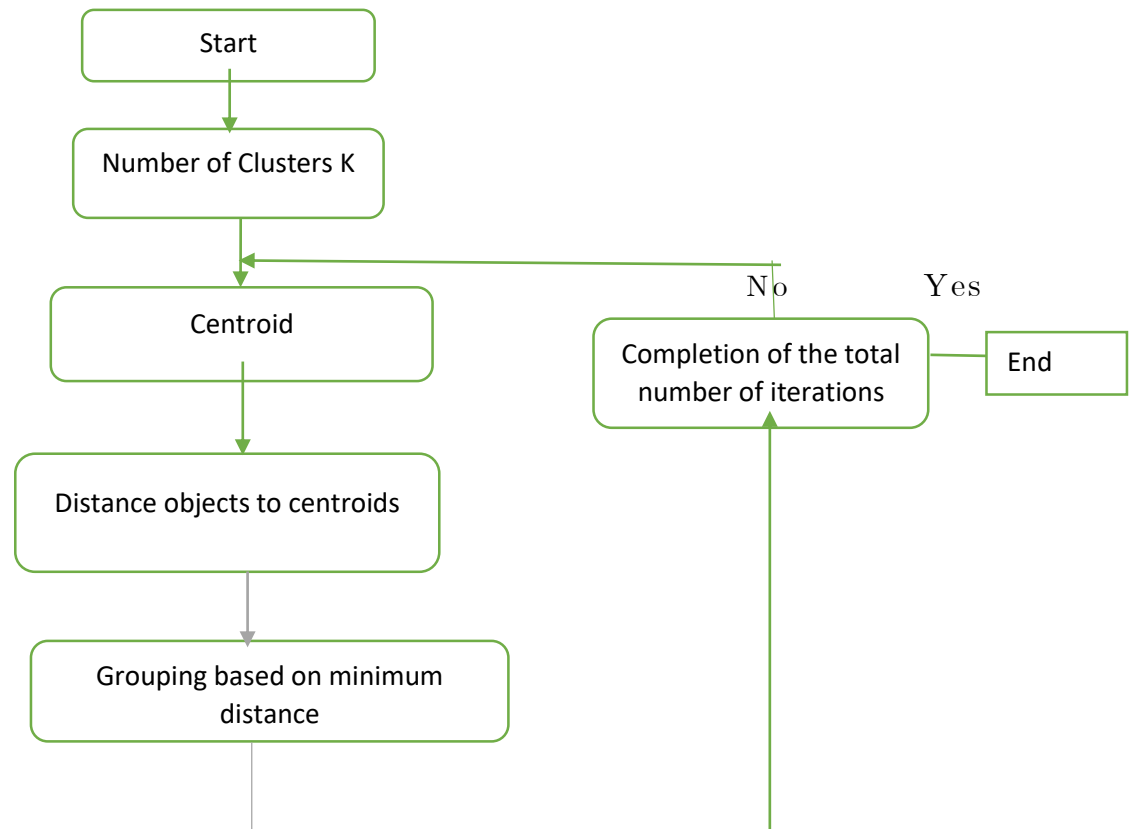 Start
Number of Clusters K
Centroid
Distance objects to centroids
Grouping based on minimum
distance
No
Yes
Completion of the total
number of iterations
End